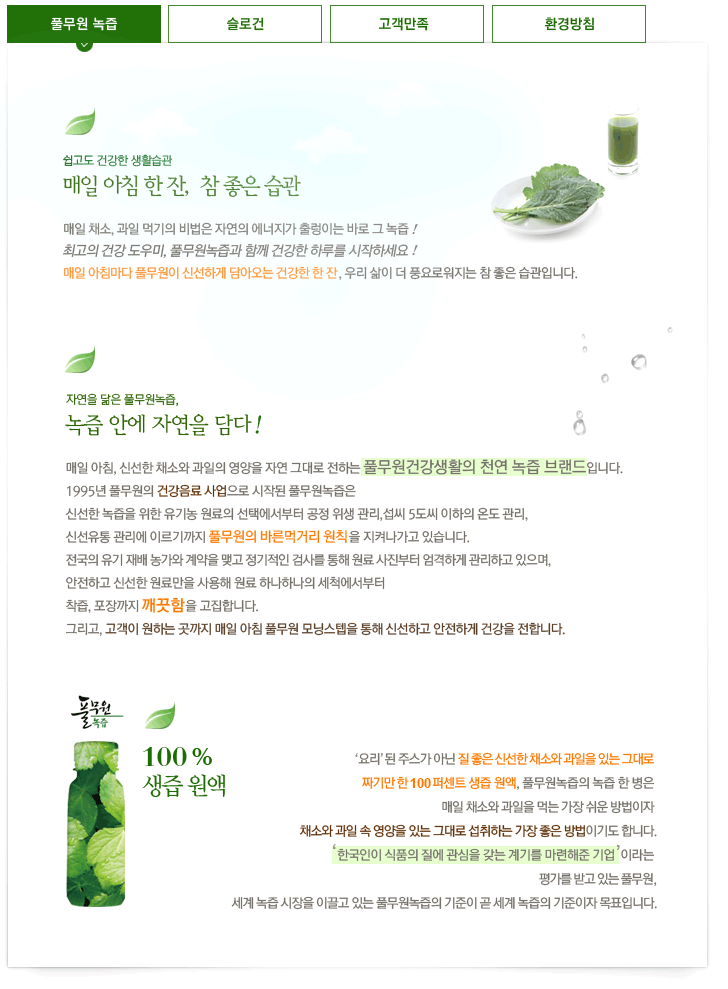 풀무원 녹즙
슬로건
고객만족
환경방침
쉽고도 건강한 생활습관
매일 아침 한 잔, 참 좋은 습관
매일 채소, 과일 먹기의 비법은 자연의 에너지가 출렁이는 바로 그 녹즙 !
최고의 건강 도우미, 풀무원녹즙과 함께 건강한 하루를 시작하세요 !
매일 아침마다 풀무원이 신선하게 담아오는 건강한 한 잔, 우리 삶이 더 풍요로워지는 참 좋은 습관입니다.
자연을 닮은 풀무원녹즙,
녹즙 안에 자연을 담다 !
매일 아침, 신선한 채소와 과일의 영양을 자연 그대로 전하는 풀무원건강생활의 천연 녹즙 브랜드입니다.
1995년 풀무원의 건강음료 사업으로 시작된 풀무원녹즙은
신선한 녹즙을 위한 유기농 원료의 선택에서부터 공정 위생 관리,섭씨 5도씨 이하의 온도 관리,
신선유통 관리에 이르기까지 풀무원의 바른먹거리 원칙을 지켜나가고 있습니다.
전국의 유기 재배 농가와 계약을 맺고 정기적인 검사를 통해 원료 사진부터 엄격하게 관리하고 있으며,
안전하고 신선한 원료만을 사용해 원료 하나하나의 세척에서부터
착즙, 포장까지 깨끗함을 고집합니다.
그리고, 고객이 원하는 곳까지 매일 아침 풀무원 모닝스텝을 통해 신선하고 안전하게 건강을 전합니다.
풀무원
녹즙
100 %
생즙 원액
‘요리’ 된 주스가 아닌 질 좋은 신선한 채소와 과일을 있는 그대로
짜기만 한 100 퍼센트 생즙 원액, 풀무원녹즙의 녹즙 한 병은
매일 채소와 과일을 먹는 가장 쉬운 방법이자
채소와 과일 속 영양을 있는 그대로 섭취하는 가장 좋은 방법이기도 합니다.
‘한국인이 식품의 질에 관심을 갖는 계기를 마련해준 기업’이라는
평가를 받고 있는 풀무원,
세계 녹즙 시장을 이끌고 있는 풀무원녹즙의 기준이 곧 세계 녹즙의 기준이자 목표입니다.